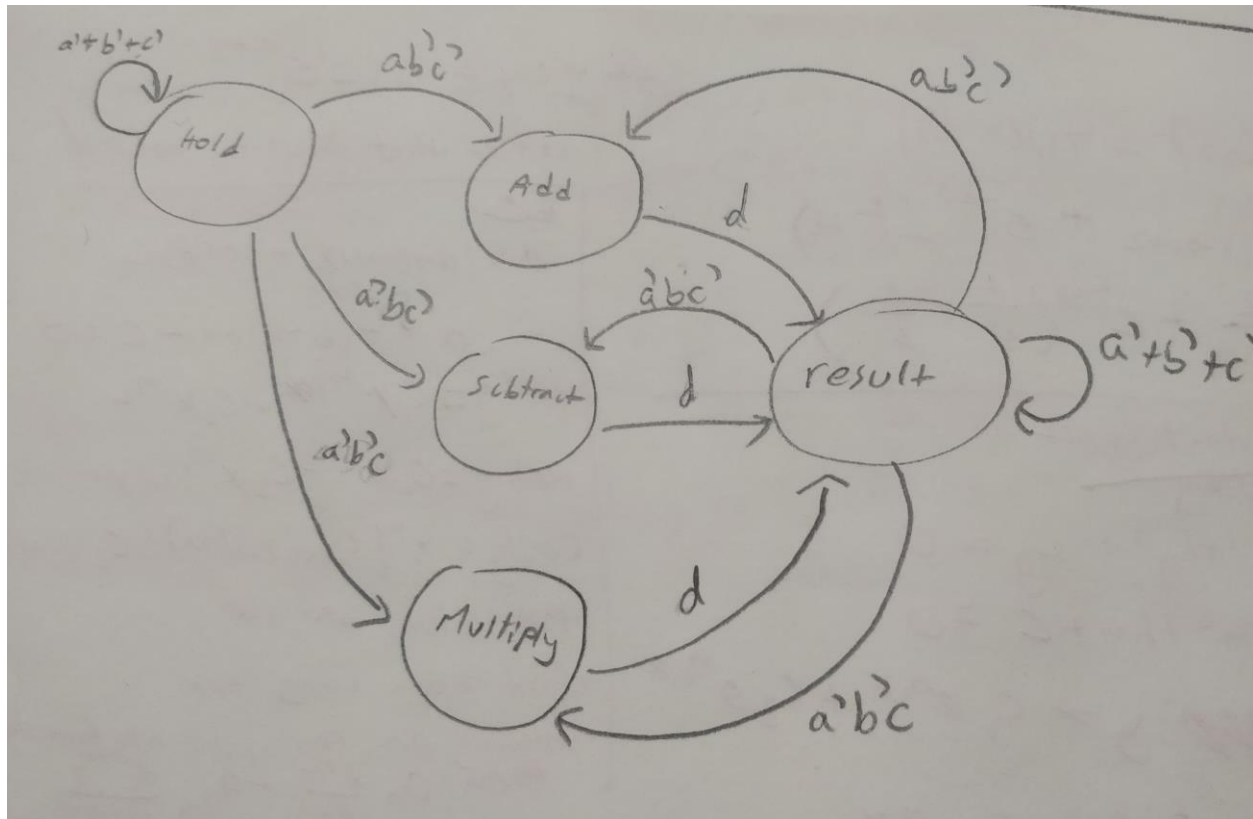 a'+b'+c'
Hold
ab'c'
ab'c'
Add
d
a'bc'
a'bc'
Subtract
d
result
a'+b'+c'
a'b'c
Multiply
d
a'b'c